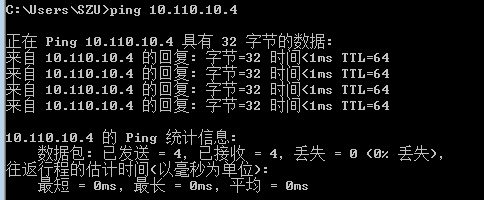 C:\Users\SZU>ping 10.110.10.4
正在 Ping 10.110.10.4 具有 32 字节的数据:
来自 10.110.10.4 的回复: 字节=32 时间<1ms TTL=64
来自 10.110.10.4 的回复: 字节=32 时间<1ms TTL=64
来自 10.110.10.4 的回复: 字节=32 时间<1ms TTL=64
来自 10.110.10.4 的回复: 字节=32 时间<1ms TTL=64
10.110.10.4 的 Ping 统计信息:
数据包: 已发送 = 4, 已接收 = 4, 丢失 = 0 (0% 丢失),
往返行程的估计时间(以毫秒为单位):
最短 = 0ms, 最长 = 0ms, 平均 = 0ms